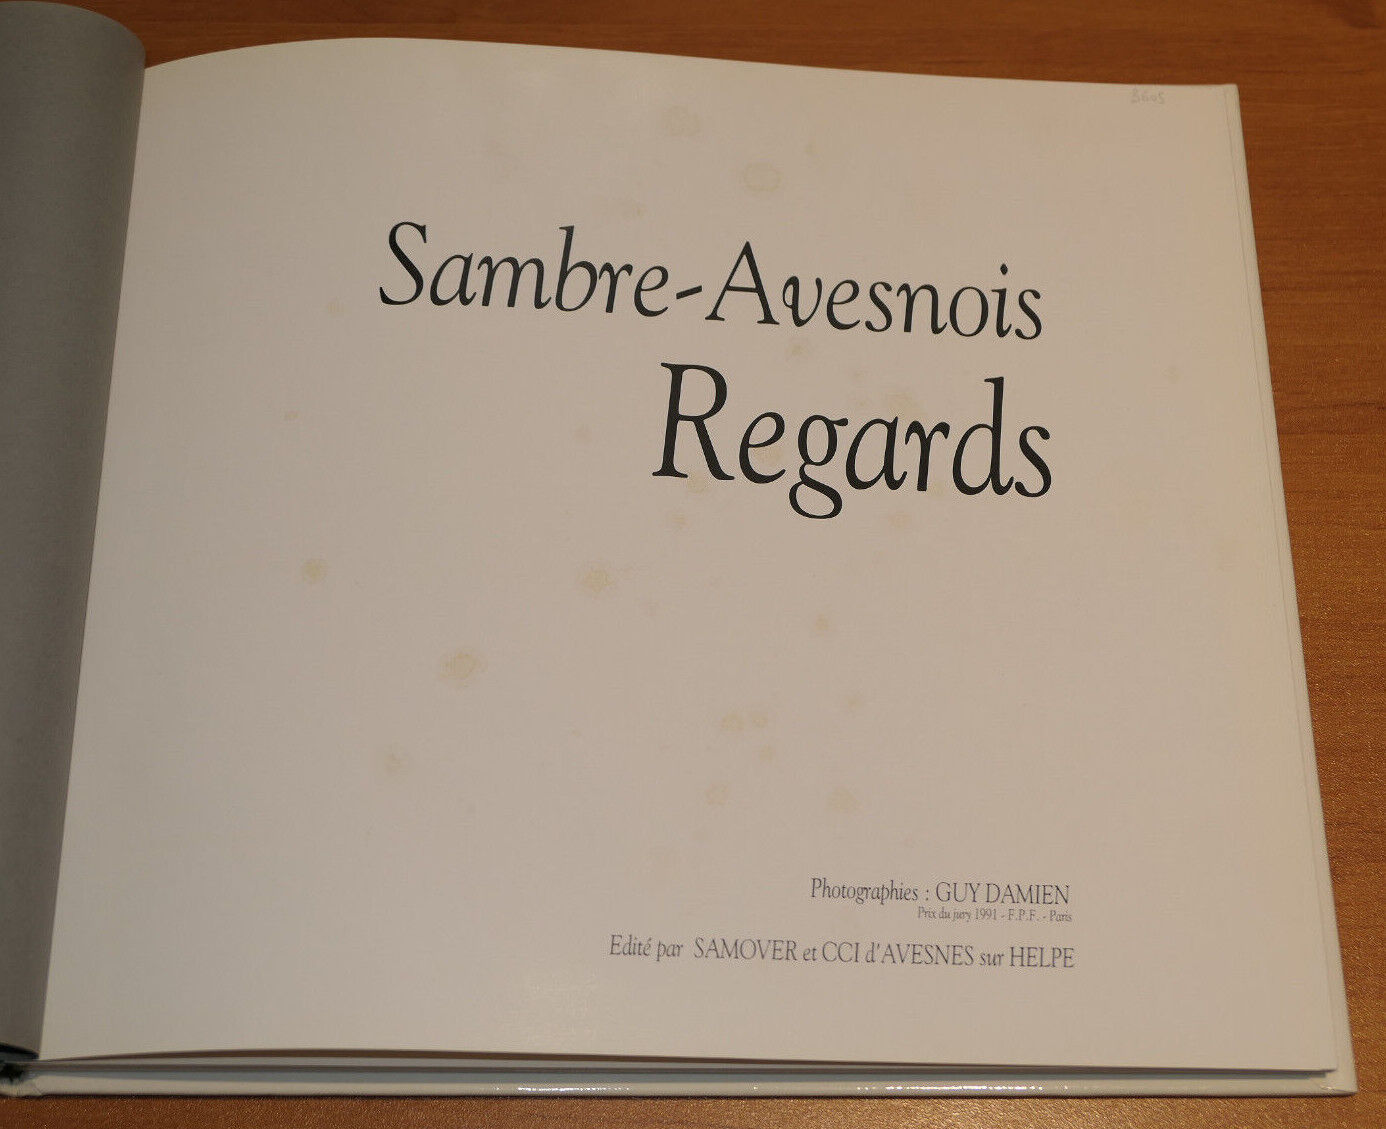 Sambre-Avesnois
Regards
Photographies : GUY DAMIEN
Prix du jury 1991 - F.P.F. - Paris
Edité par SAMOVER et CCI d'AVESNES sur HELPE